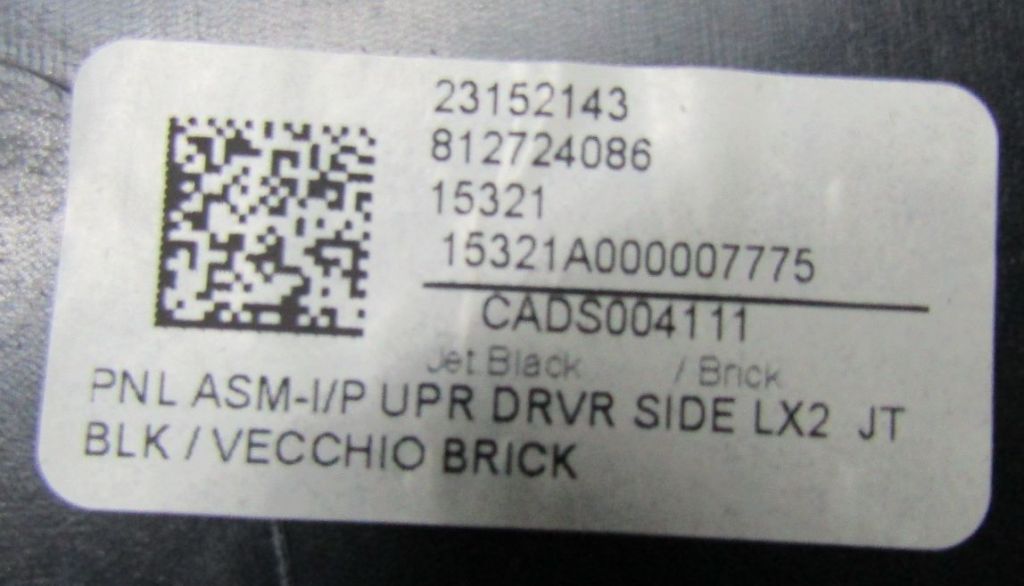 23152143
812724086
15321
15321A000007775
CADS004111
Jet Black / Brick
PNL ASM-I/P UPR DRVR SIDE LX2 JT
BLK / VECCHIO BRICK